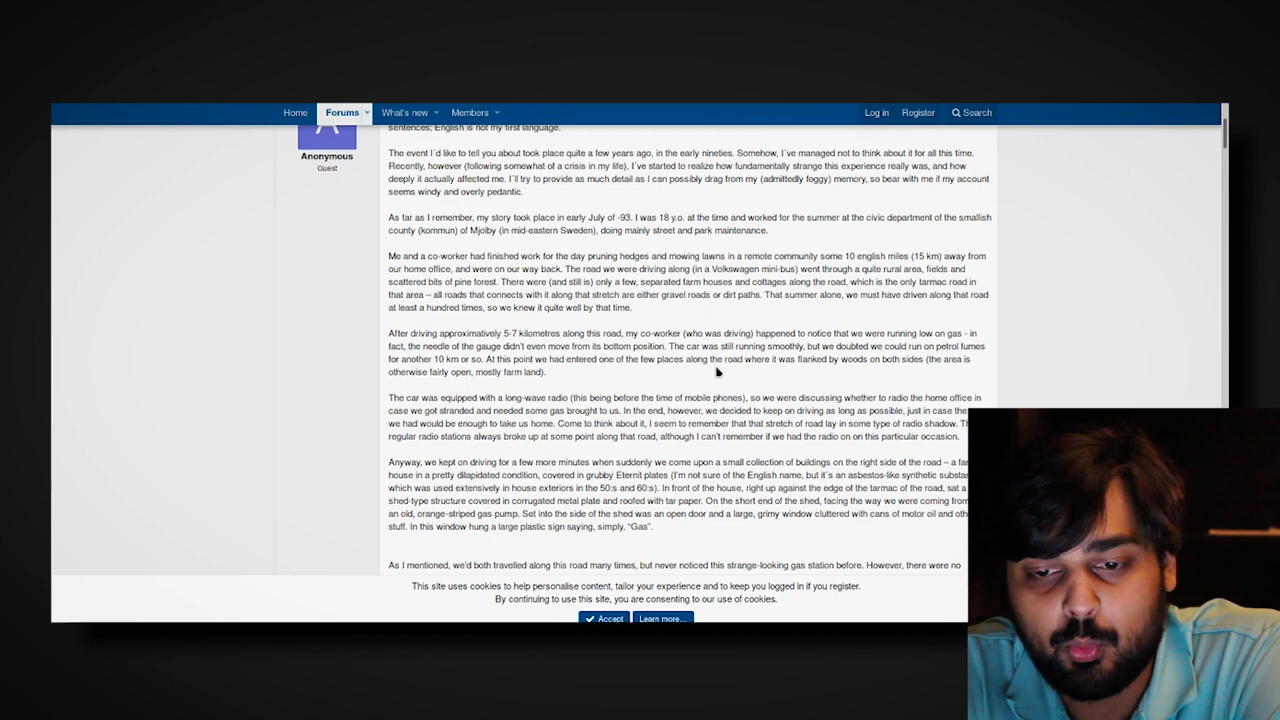 Home Forums What's new Members Log in Register Search
sentences; English is not my first language.
Anonymous
Guest
The event I´d like to tell you about took place quite a few years ago, in the early nineties. Somehow, I´ve managed not to think about it for all this time.
Recently, however (following somewhat of a crisis in my life), I´ve started to realize how fundamentally strange this experience really was, and how
deeply it actually affected me. I´ll try to provide as much detail as I can possibly drag from my (admittedly foggy) memory, so bear with me if my account
seems windy and overly pedantic.
As far as I remember, my story took place in early July of -93. I was 18 y.o. at the time and worked for the summer at the civic department of the smallish
county (kommun) of Mjolby (in mid-eastern Sweden), doing mainly street and park maintenance.
Me and a co-worker had finished work for the day pruning hedges and mowing lawns in a remote community some 10 english miles (15 km) away from
our home office, and were on our way back. The road we were driving along (in a Volkswagen mini-bus) went through a quite rural area, fields and
scattered bits of pine forest. There were (and still is) only a few, separated farm houses and cottages along the road, which is the only tarmac road in
that area – all roads that connects with it along that stretch are either gravel roads or dirt paths. That summer alone, we must have driven along that road
at least a hundred times, so we knew it quite well by that time.
After driving approximatively 5-7 kilometres along this road, my co-worker (who was driving) happened to notice that we were running low on gas - in
fact, the needle of the gauge didn't even move from its bottom position. The car was still running smoothly, but we doubted we could run on petrol fumes
for another 10 km or so. At this point we had entered one of the few places along the road where it was flanked by woods on both sides (the area is
otherwise fairly open, mostly farm land).
The car was equipped with a long-wave radio (this being before the time of mobile phones), so we were discussing whether to radio the home office in
case we got stranded and needed some gas brought to us. In the end, however, we decided to keep on driving as long as possible, just in case the
we had would be enough to take us home. Come to think about it, I seem to remember that that stretch of road lay in some type of radio shadow.
regular radio stations always broke up at some point along that road, although I can't remember if we had the radio on on this particular occasion.
Anyway, we kept on driving for a few more minutes when suddenly we come upon a small collection of buildings on the right side of the road – a
house in a pretty dilapidated condition, covered in grubby Eternit plates (I'm not sure of the English name, but it´s an asbestos-like synthetic
which was used extensively in house exteriors in the 50:s and 60:s). In front of the house, right up against the edge of the tarmac of the road, sat a
shed-type structure covered in corrugated metal plate and roofed with tar paper. On the short end of the shed, facing the way we were coming from
an old, orange-striped gas pump. Set into the side of the shed was an open door and a large, grimy window cluttered with cans of motor oil and
stuff. In this window hung a large plastic sign saying, simply, “Gas”.
As I mentioned, we'd both travelled along this road many times, but never noticed this strange-looking gas station before. However, there were no
This site uses cookies to help personalise content, tailor your experience and to keep you logged in if you register.
By continuing to use this site, you are consenting to our use of cookies.
Accept Learn more...